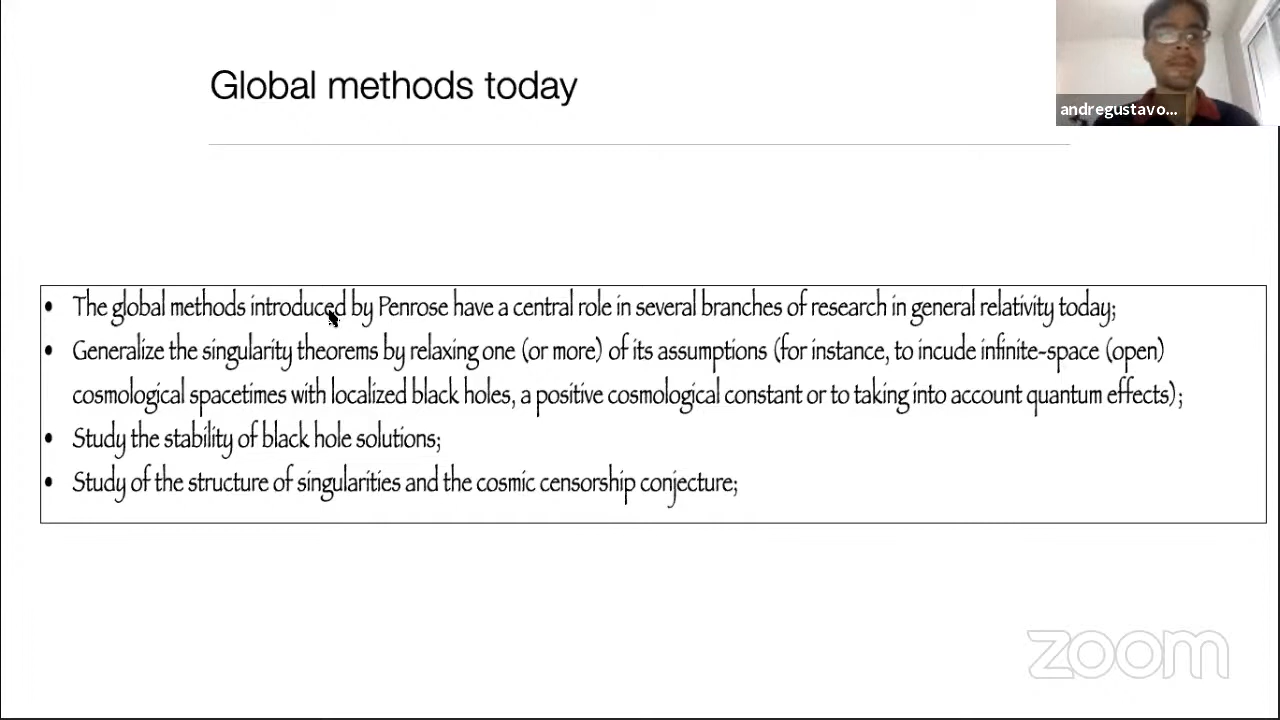 Global methods today
andregustavo...
• The global methods introduced by Penrose have a central role in several branches of research in general relativity today;
• Generalize the singularity theorems by relaxing one (or more) of its assumptions (for instance, to incude infinite-space (open)
cosmological spacetimes with localized black holes, a positive cosmological constant or to taking into account quantum effects);
• Study the stability of black hole solutions;
• Study of the structure of singularities and the cosmic censorship conjecture;
zoom